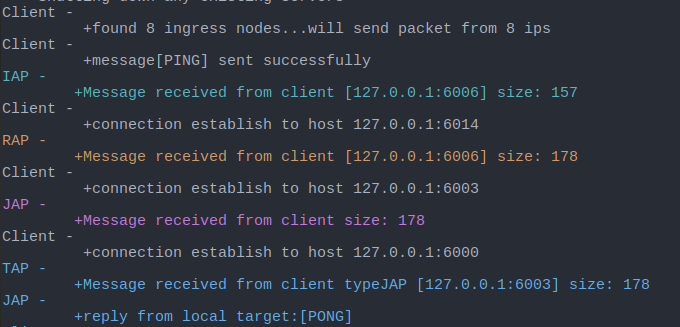 Client -
+found 8 ingress nodes...will send packet from 8 ips
Client -
+message[PING] sent successfully
IAP -
+Message received from client [127.0.0.1:6006] size: 157
Client -
+connection establish to host 127.0.0.1:6014
RAP -
+Message received from client [127.0.0.1:6006] size: 178
Client -
+connection establish to host 127.0.0.1:6003
JAP -
+Message received from client size: 178
Client -
+connection establish to host 127.0.0.1:6000
TAP -
+Message received from client typeJAP [127.0.0.1:6003] size: 178
JAP -
+reply from local target:[PONG]